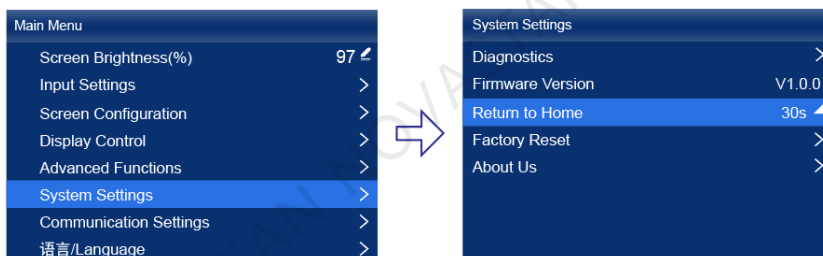 Main Menu
Screen Brightness(%) 97
Input Settings
Screen Configuration
Display Control
Advanced Functions
System Settings
Communication Settings
语言/Language
System Settings
Diagnostics
Firmware Version V1.0.0
Return to Home 30s
Factory Reset
About Us